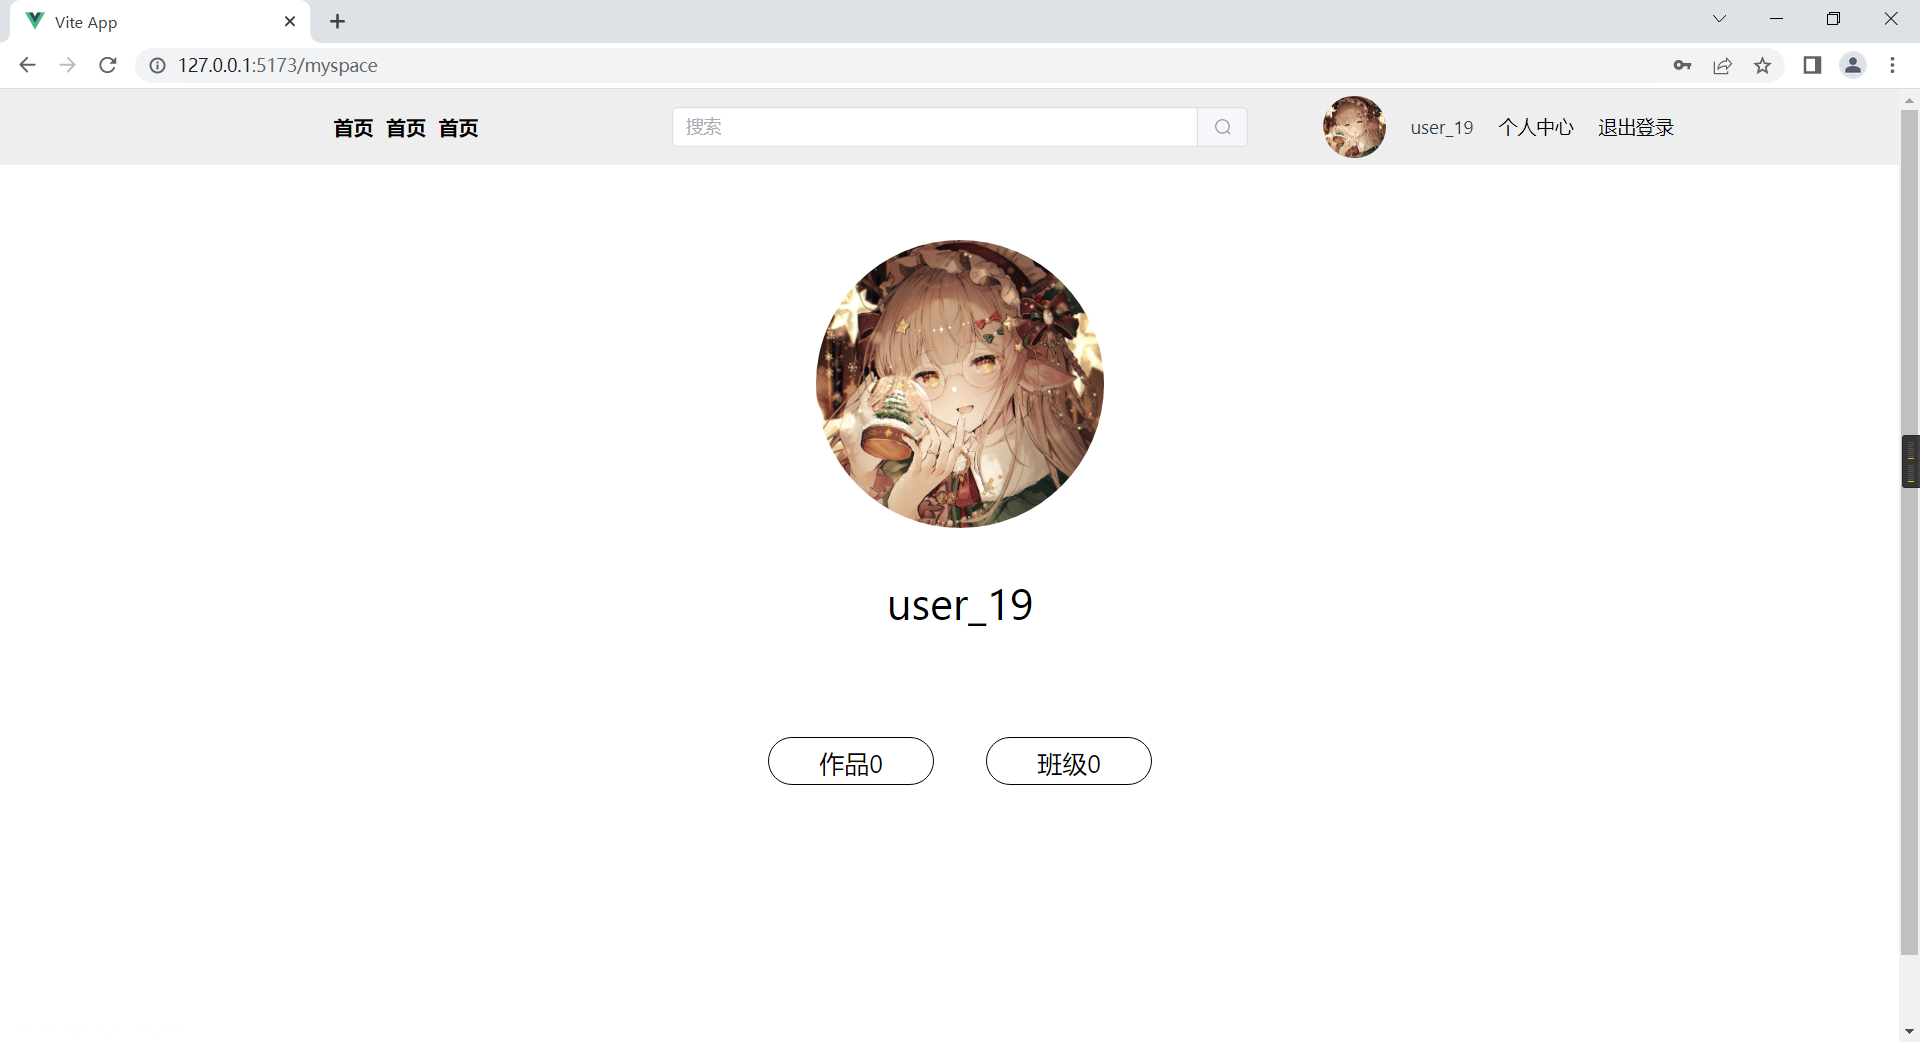 Vite App
127.0.0.1:5173/myspace
首页 首页 首页 搜索 user_19 个人中心 退出登录
user_19
作品0 班级0